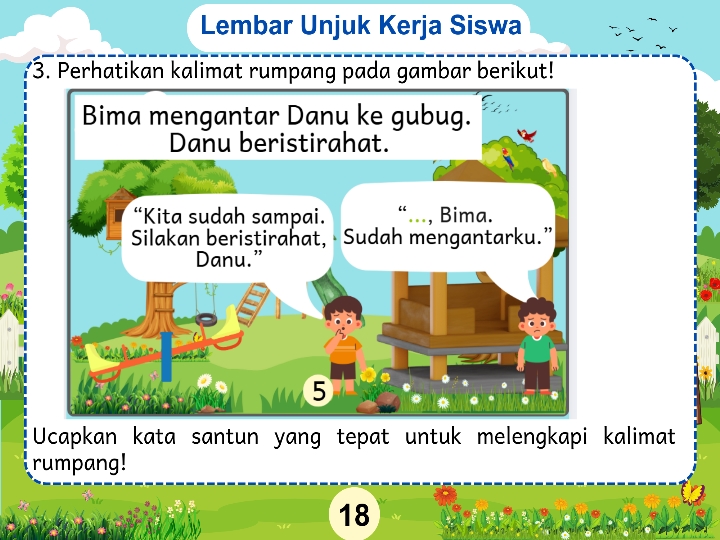 Lembar Unjuk Kerja Siswa
3. Perhatikan kalimat rumpang pada gambar berikut!
Bima mengantar Danu ke gubug.
Danu beristirahat.
“Kita sudah sampai.
Silakan beristirahat,
Danu.”
“..., Bima.
Sudah mengantarku.”
5
Ucapkan kata santun yang tepat untuk melengkapi kalimat
rumpang!
18